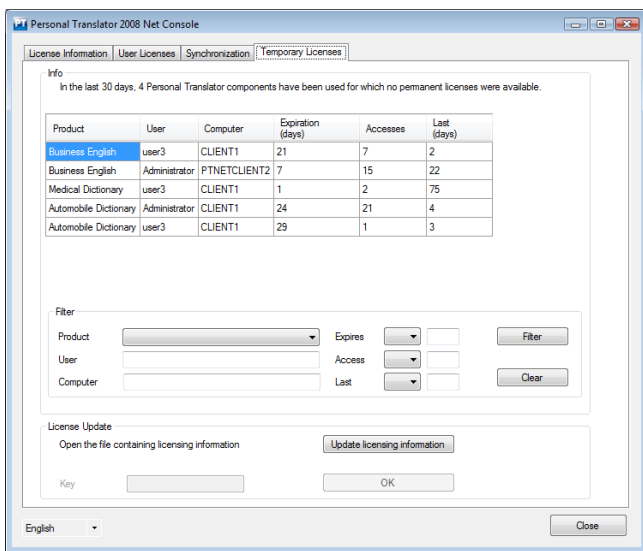 PT Personal Translator 2008 Net Console
License Information User Licenses Synchronization Temporary Licenses
Info
In the last 30 days, 4 Personal Translator components have been used for which no permanent licenses were available.
Product User Computer Expiration (days) Accesses Last (days)
Business English user3 CLIENT1 21 7 2
Business English Administrator PTNETCLIENT2 7 15 22
Medical Dictionary user3 CLIENT1 1 2 75
Automobile Dictionary Administrator CLIENT1 24 21 4
Automobile Dictionary user3 CLIENT1 29 1 3
Filter
Product Expires Filter
User Access
Computer Last Clear
License Update
Open the file containing licensing information Update licensing information
Key OK
English Close